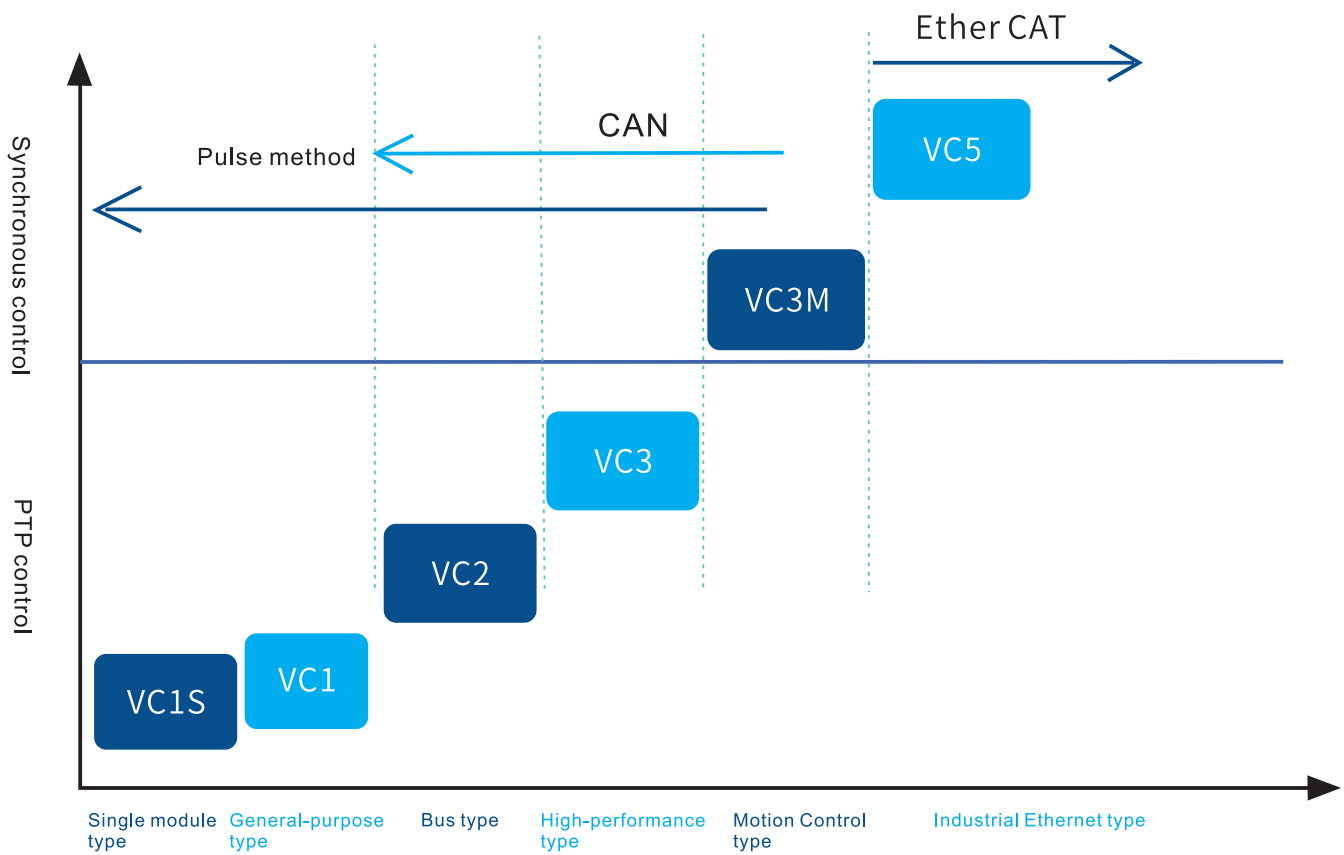 Ether CAT
CAN
Pulse method
VC5
Synchronous control
VC3M
VC3
PTP control
VC2
VC1
VC1S
Single module
type
General-purpose
type
Bus type
High-performance
type
Motion Control
type
Industrial Ethernet type